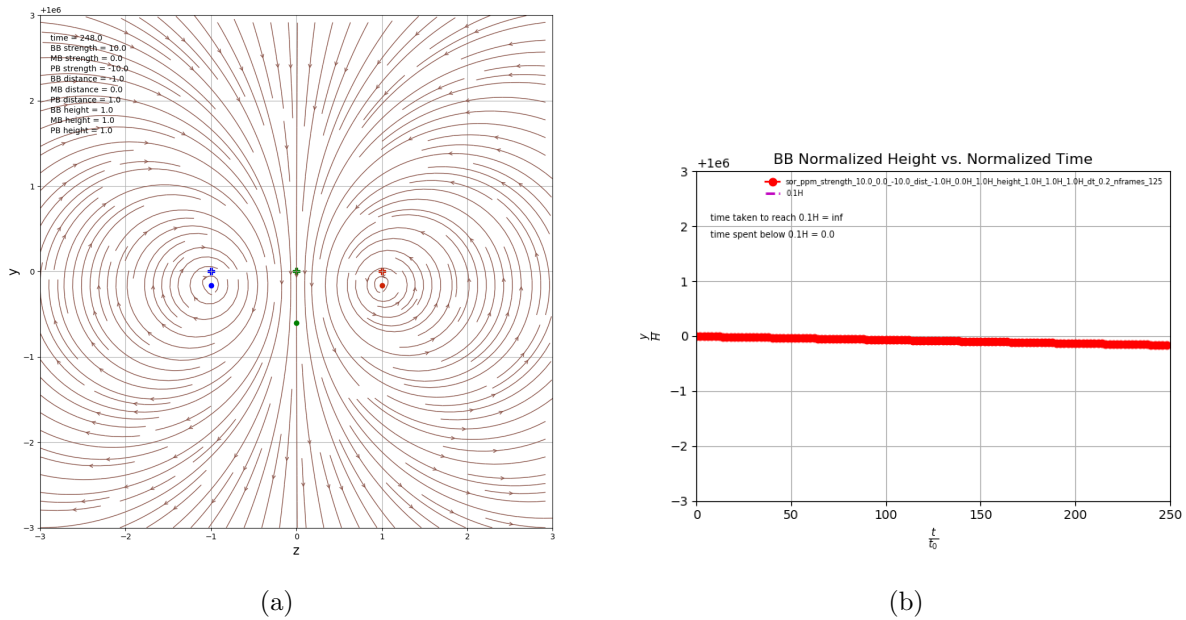 +1e6
3
time = 248.0
BB strength = 10.0
MB strength = 0.0
PB strength = -10.0
BB distance = -1.0
MB distance = 0.0
PB distance = 1.0
BB height = 1.0
MB height = 1.0
PB height = 1.0
2
1
0
−1
−2
−3
y
−3
−2
−1
0
1
2
3
z
(a)
BB Normalized Height vs. Normalized Time
+1e6
sor_ppm_strength_10.0_0.0_-10.0_dist_-1.0H_0.0H_1.0H_height_1.0H_1.0H_1.0H_dt_0.2_nframes_125
0.1H
time taken to reach 0.1H = inf
time spent below 0.1H = 0.0
3
2
1
0
−1
−2
−3
y
H
0
50
100
150
200
250
t
t0
(b)